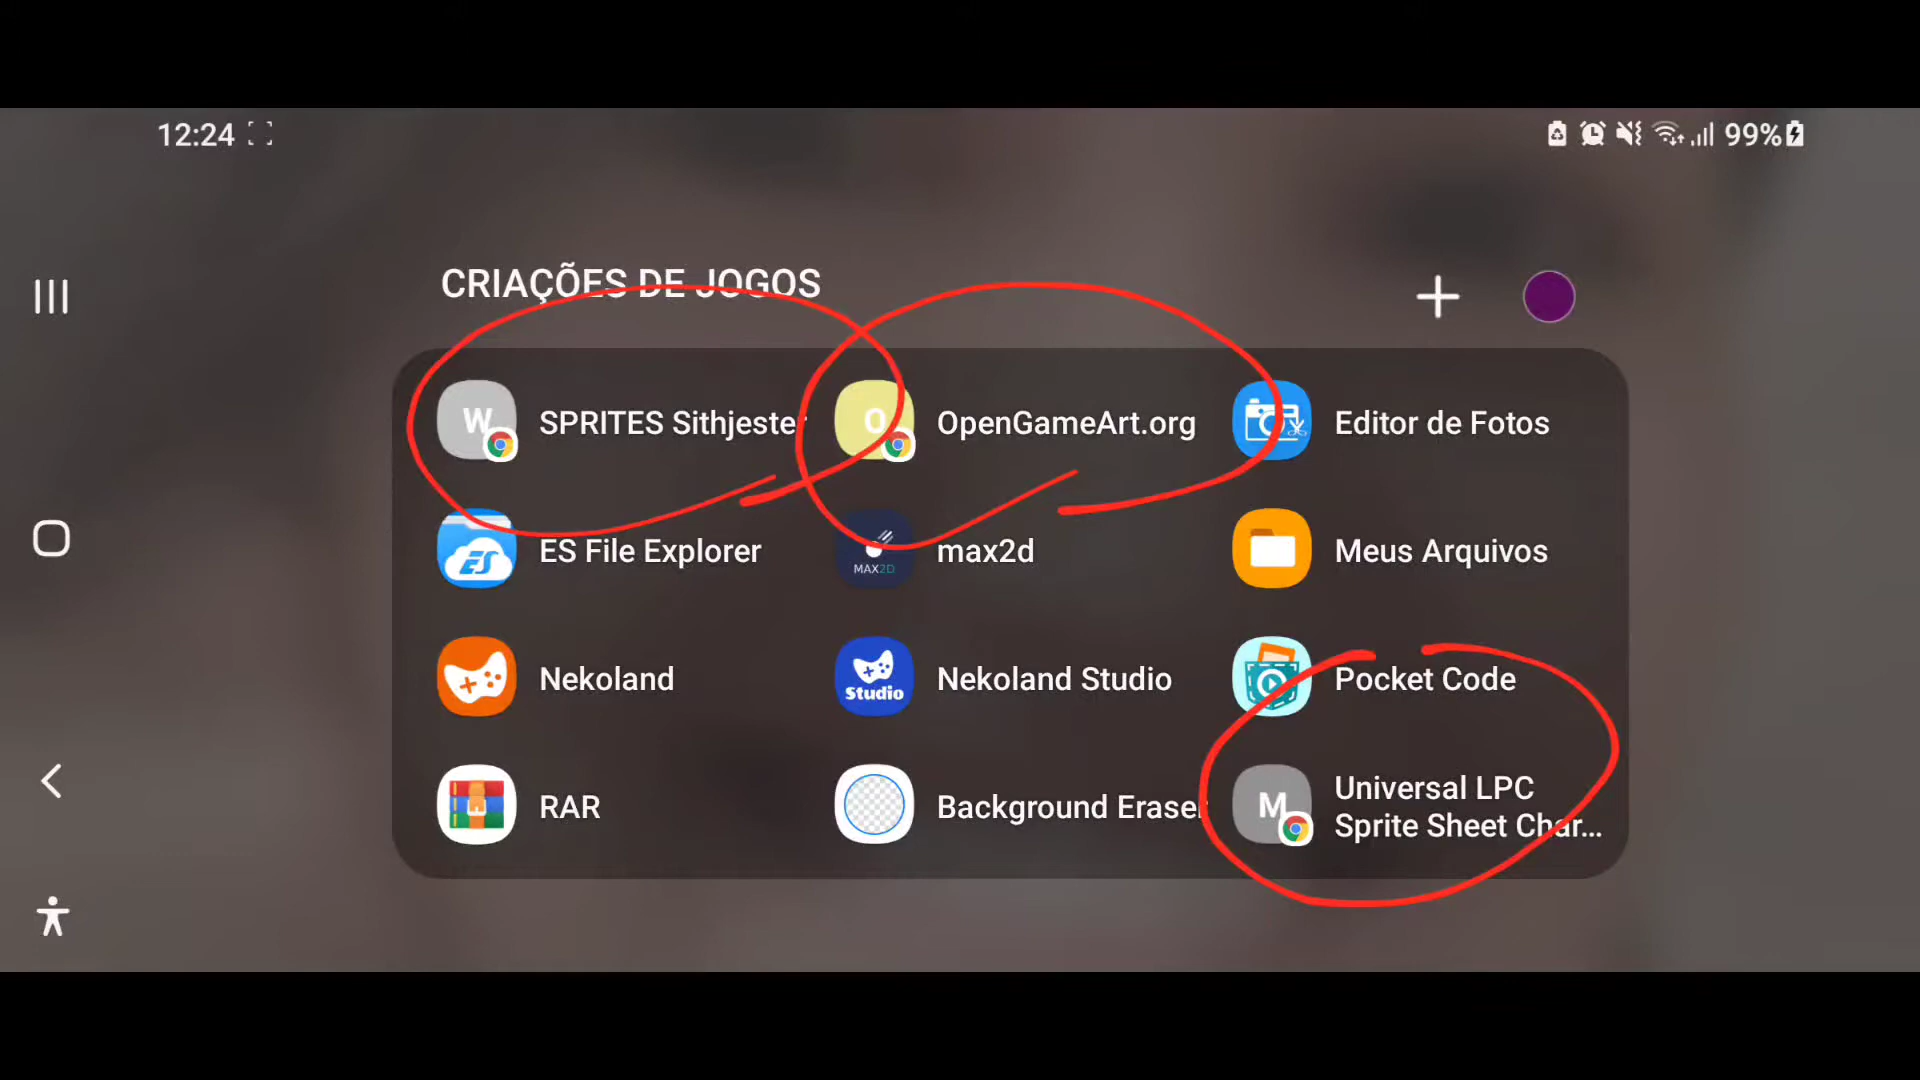 12:24
99%
CRIAÇÕES DE JOGOS
W
SPRITES Sithjester
O
OpenGameArt.org
Editor de Fotos
ES
ES File Explorer
MAX2D
max2d
Meus Arquivos
Nekoland
Studio
Nekoland Studio
Pocket Code
RAR
Background Eraser
M
Universal LPC
Sprite Sheet Char...